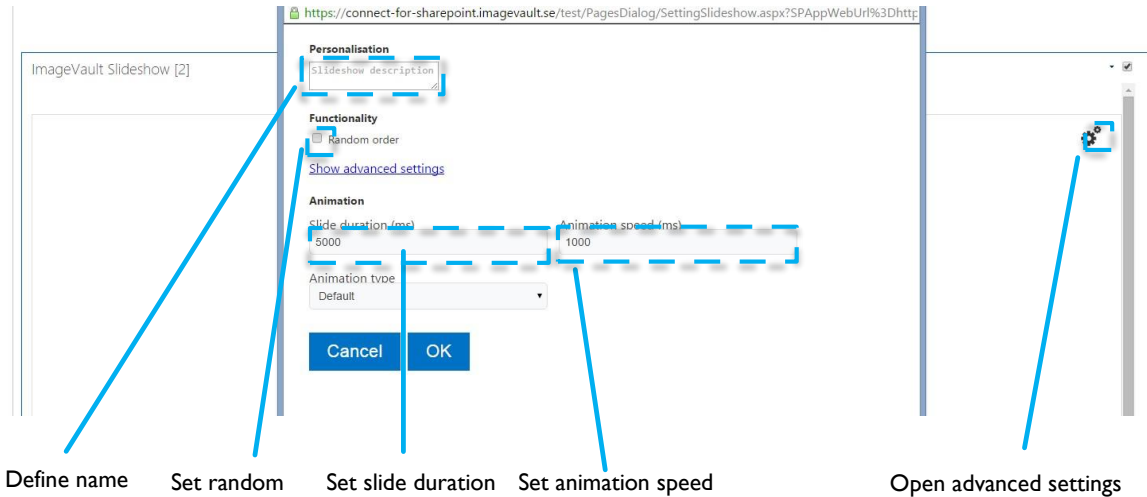 https://connect-for-sharepoint.imagevault.se/test/PagesDialog/SettingSlideshow.aspx?SPAppWebUrl%3Dhttp
Personalisation
ImageVault Slideshow [2]
Slideshow description
Functionality
Random order
Show advanced settings
Animation
Slide duration (ms) Animation speed (ms)
5000 1000
Animation type
Default
Cancel OK
Define name Set random Set slide duration Set animation speed Open advanced settings